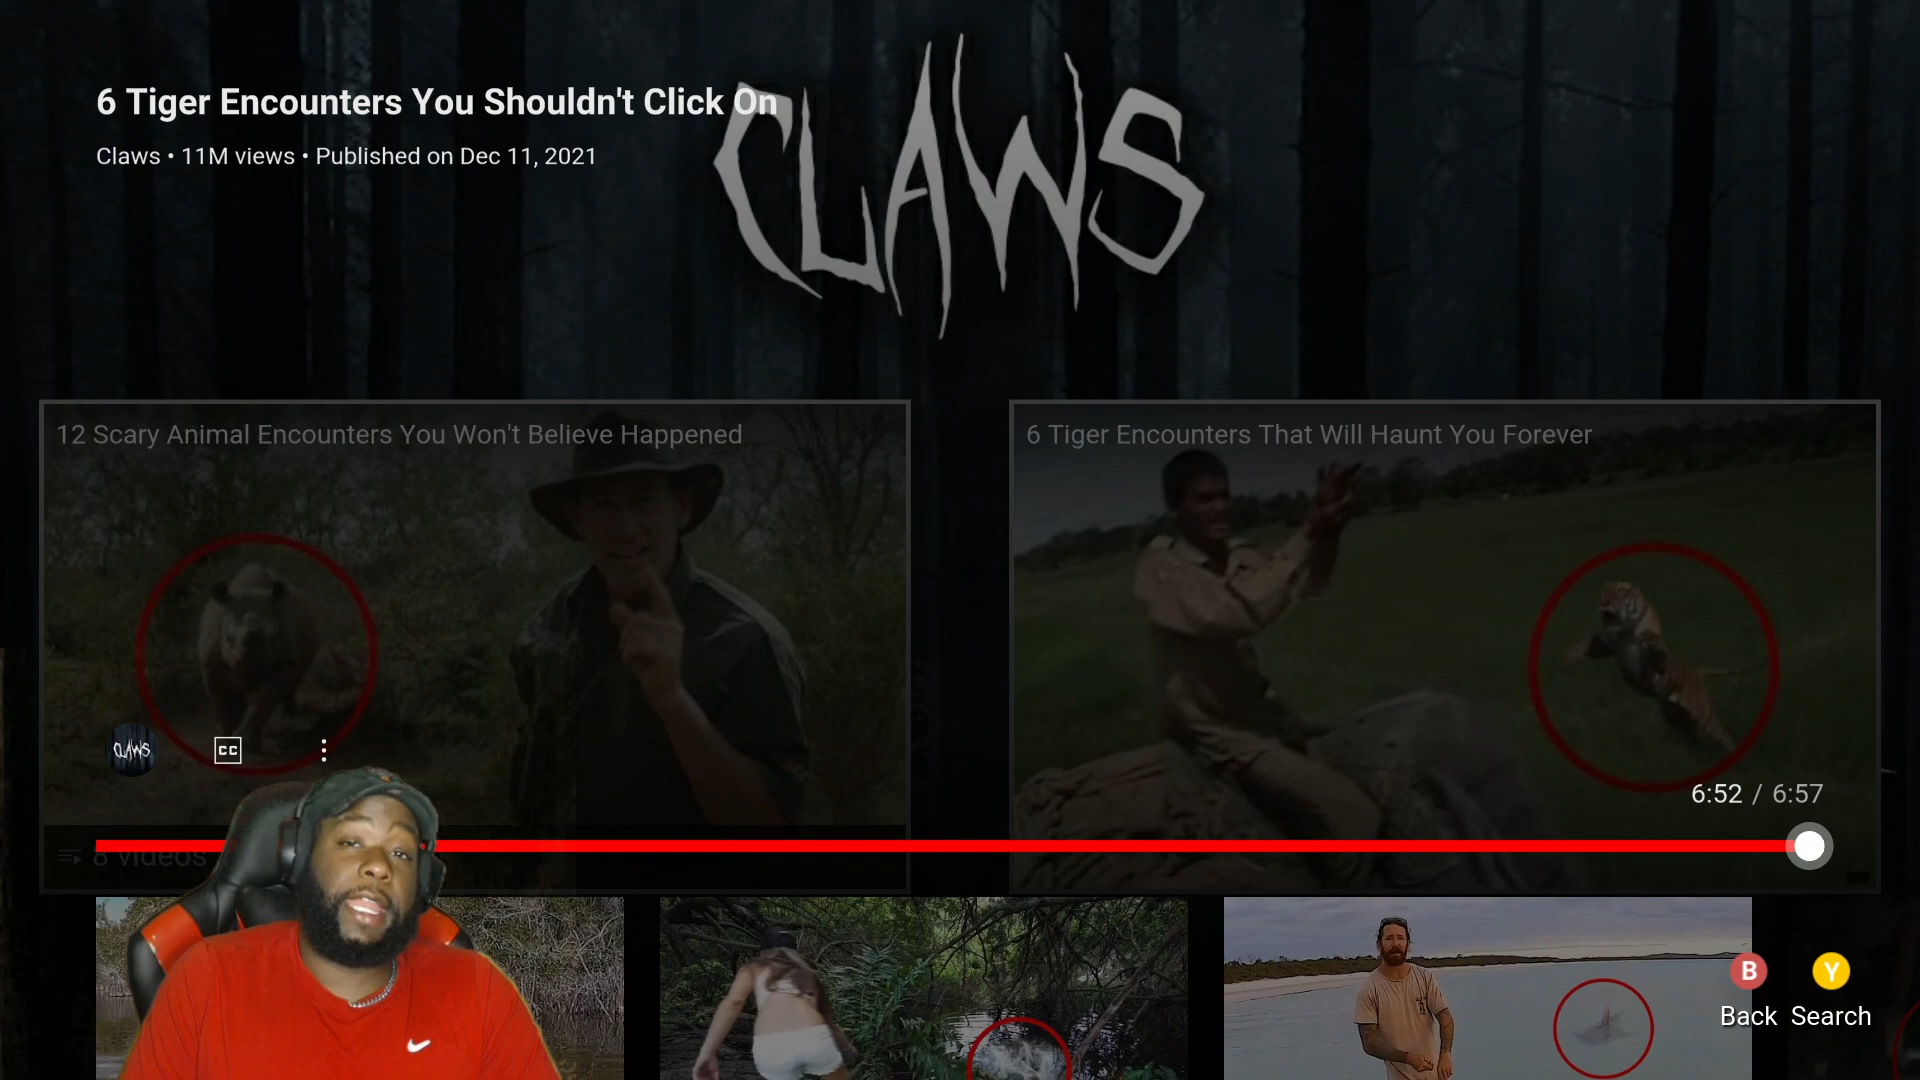 6 Tiger Encounters You Shouldn't Click On
Claws • 11M views • Published on Dec 11, 2021
CLAWS
12 Scary Animal Encounters You Won't Believe Happened
6 Tiger Encounters That Will Haunt You Forever
CLAWS
CC
6:52 / 6:57
8 videos
B Y
Back Search